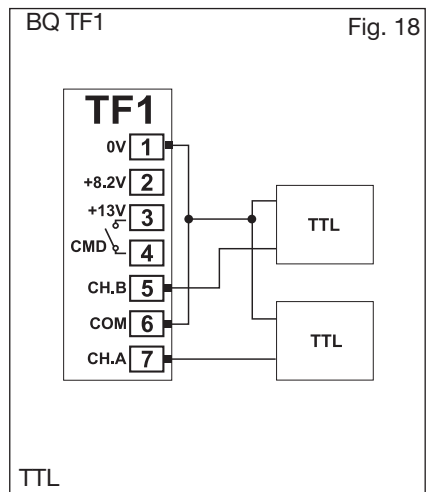 BQ TF1
Fig. 18
TF1
0V 1
+8.2V 2
+13V 3
CMD 4
CH.B 5
COM 6
CH.A 7
TTL
TTL
TTL